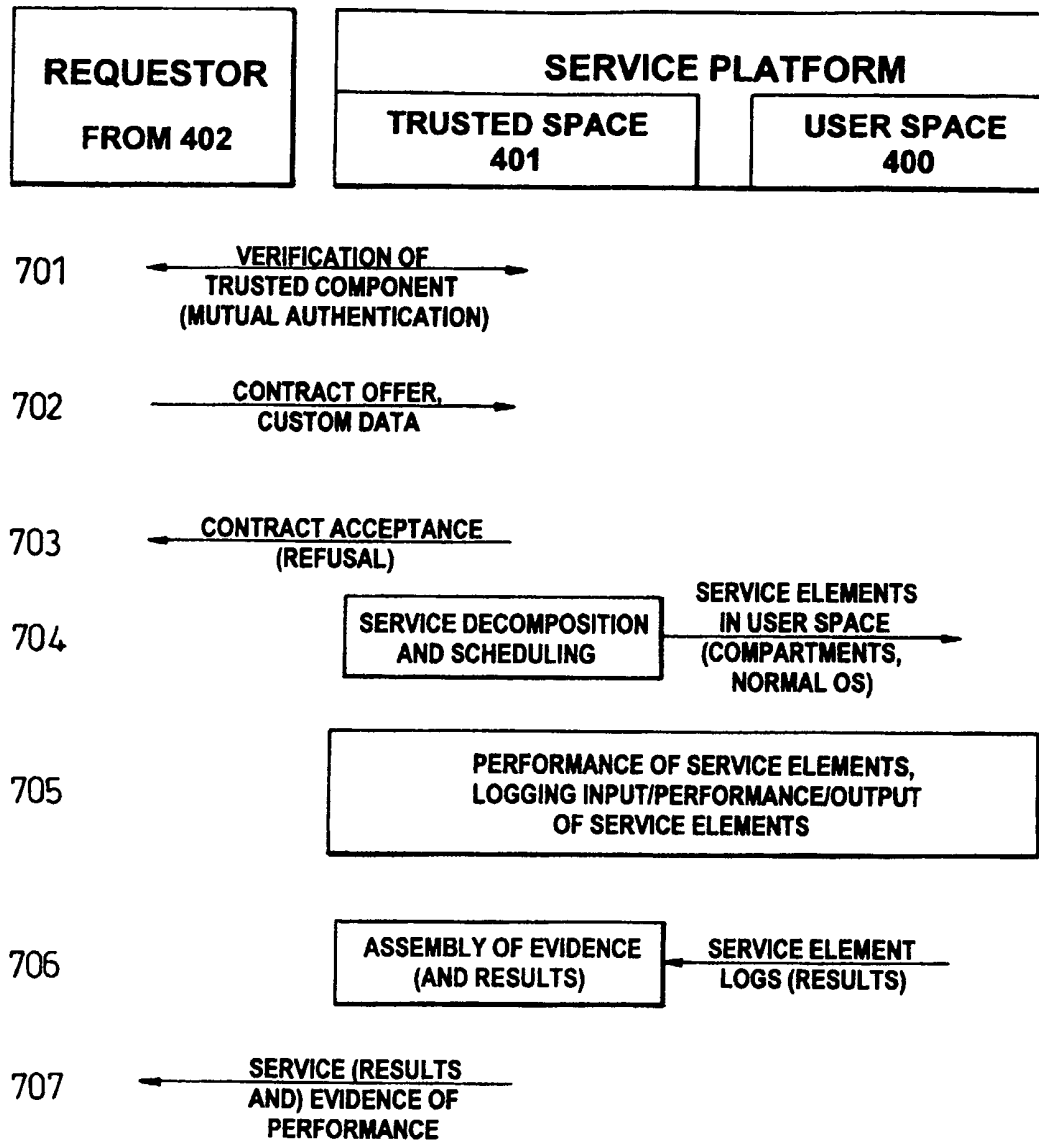 REQUESTOR
FROM 402
SERVICE PLATFORM
TRUSTED SPACE
401
USER SPACE
400
701
VERIFICATION OF
TRUSTED COMPONENT
(MUTUAL AUTHENTICATION)
702
CONTRACT OFFER,
CUSTOM DATA
703
CONTRACT ACCEPTANCE
(REFUSAL)
704
SERVICE DECOMPOSITION
AND SCHEDULING
SERVICE ELEMENTS
IN USER SPACE
(COMPARTMENTS,
NORMAL OS)
705
PERFORMANCE OF SERVICE ELEMENTS,
LOGGING INPUT/PERFORMANCE/OUTPUT
OF SERVICE ELEMENTS
706
ASSEMBLY OF EVIDENCE
(AND RESULTS)
SERVICE ELEMENT
LOGS (RESULTS)
707
SERVICE (RESULTS
AND) EVIDENCE OF
PERFORMANCE